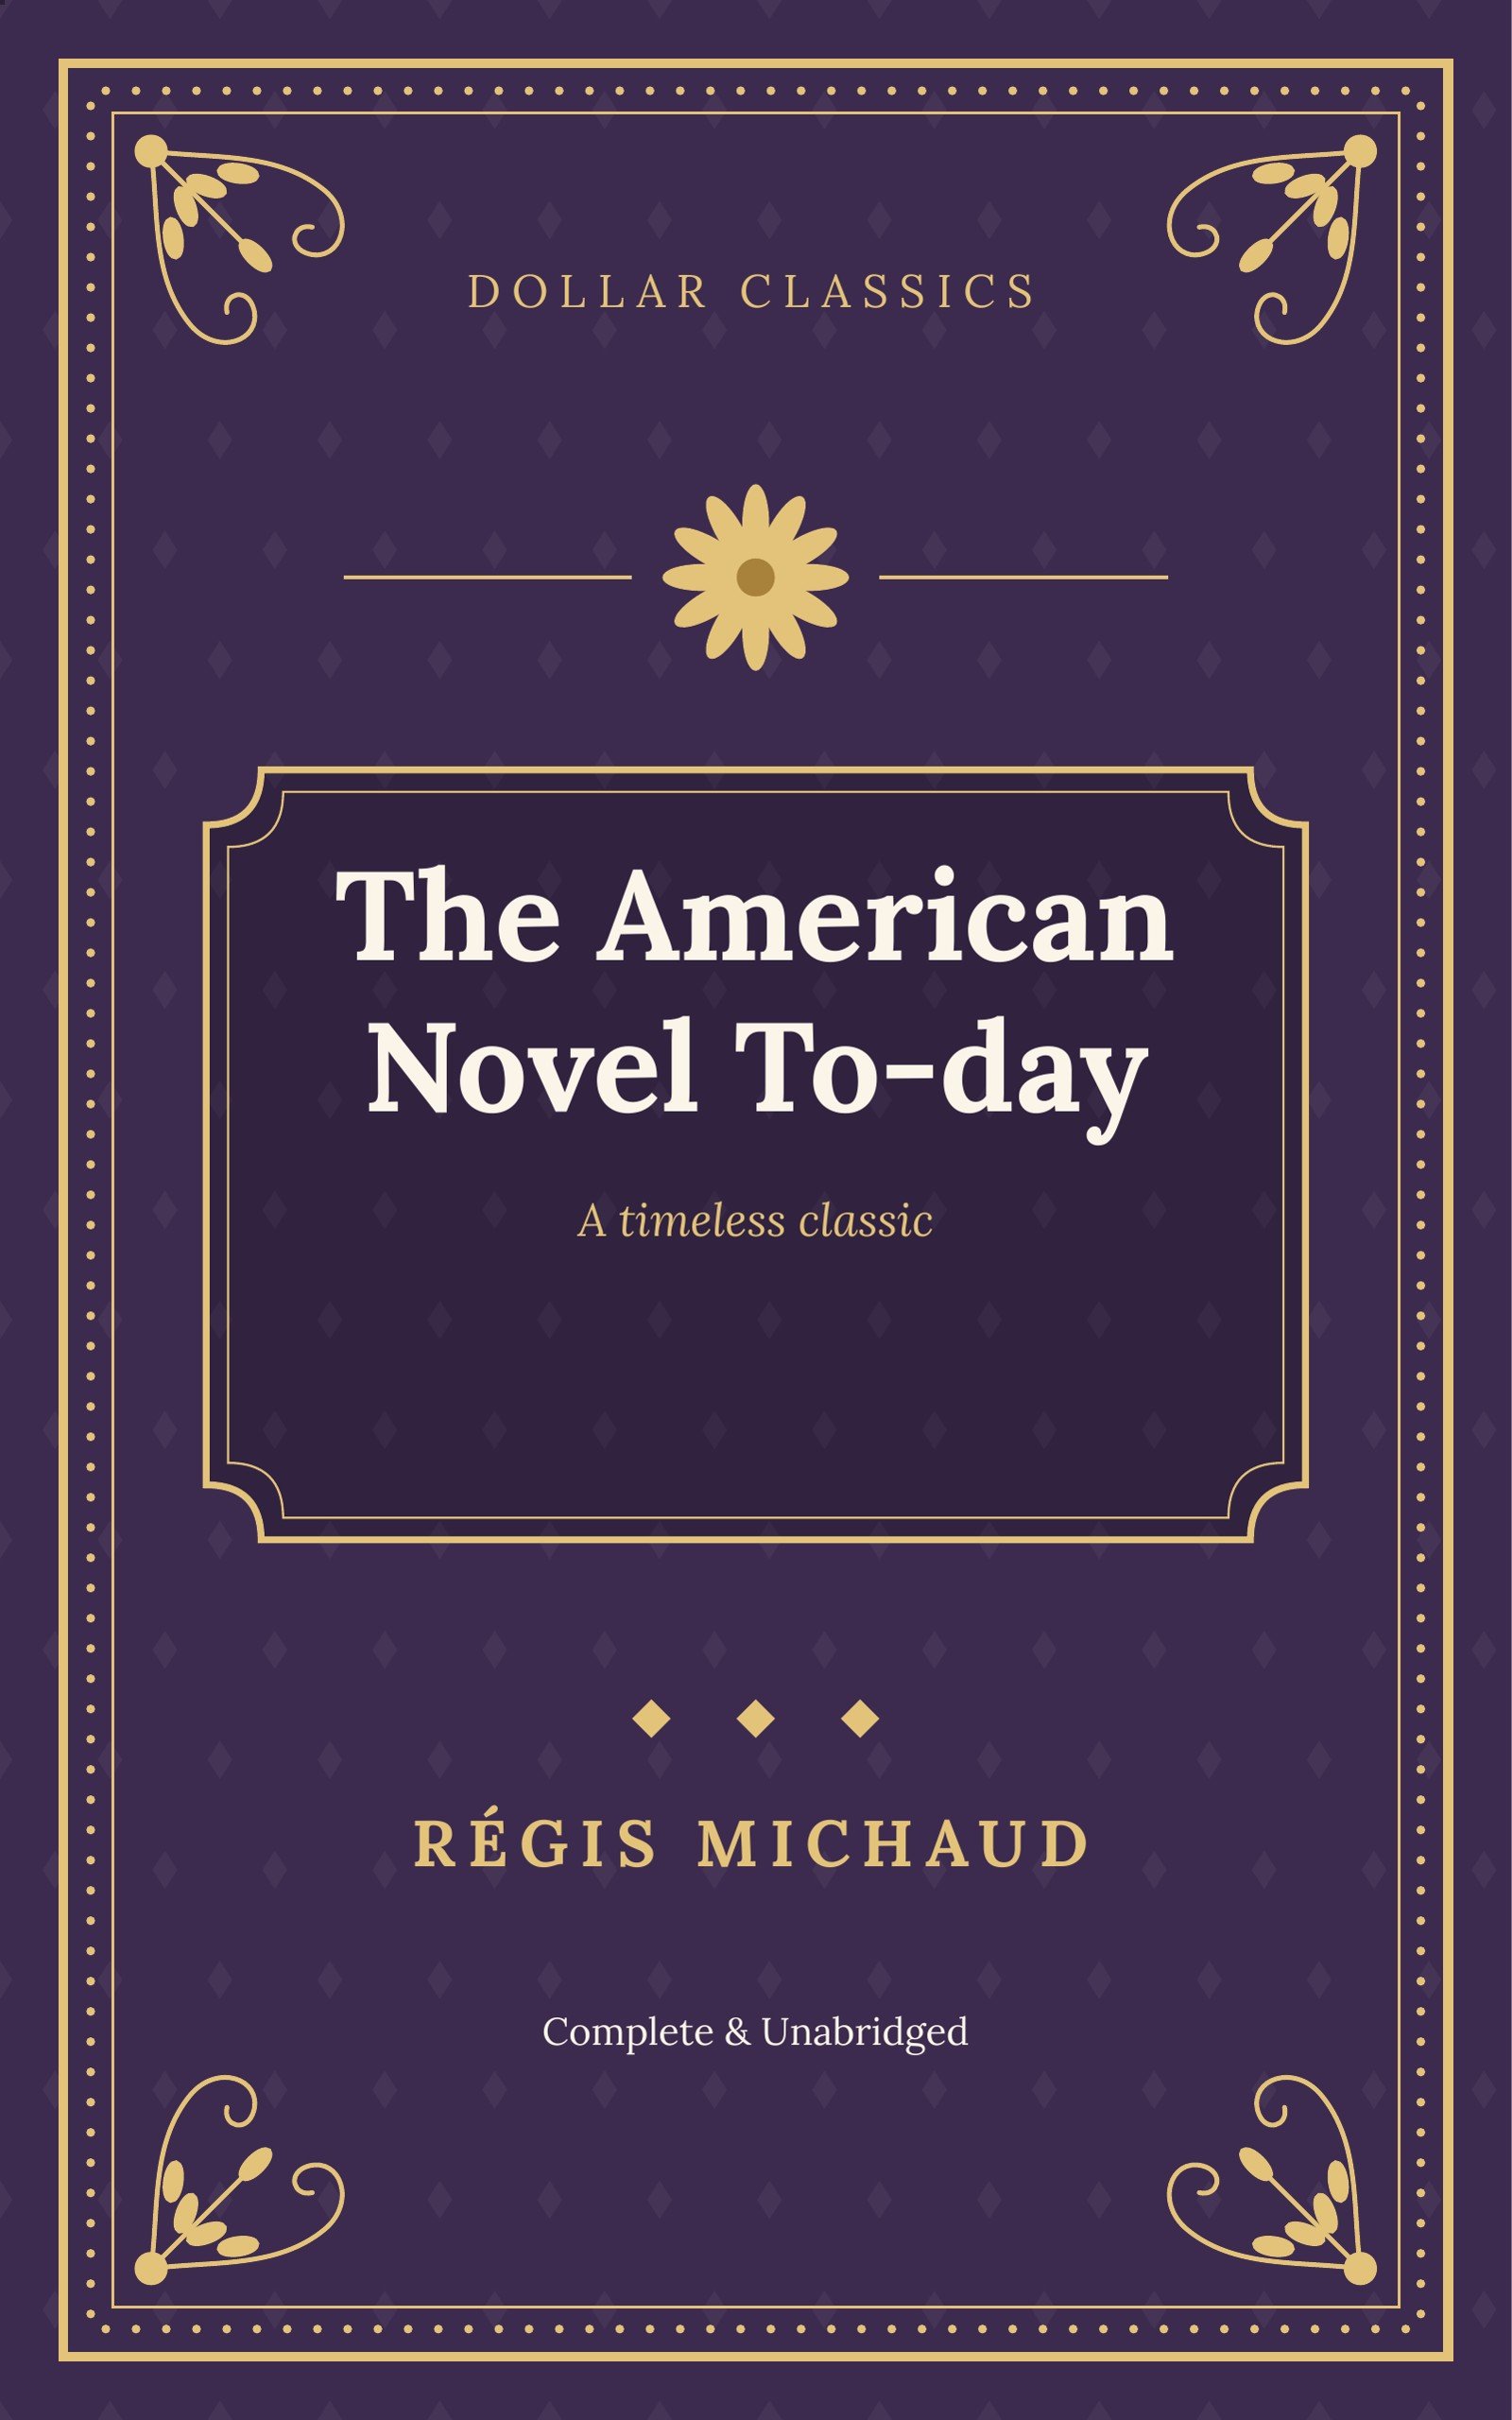 DOLLAR CLASSICS
The American
Novel To-day
A timeless classic
RÉGIS MICHAUD
Complete & Unabridged